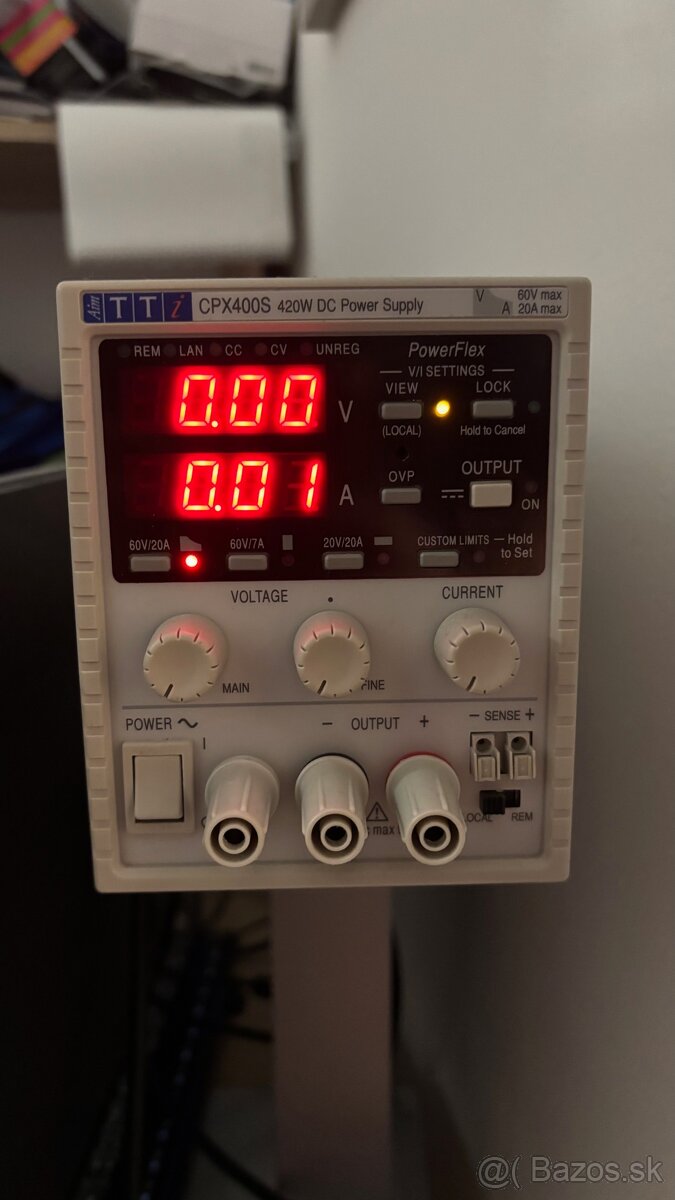 Aim TTi CPX400S 420W DC Power Supply V 60V max
A 20A max
REM LAN CC CV UNREG PowerFlex
V/I SETTINGS
VIEW LOCK
0.00 V
(LOCAL) Hold to Cancel
OVP OUTPUT
0.01 A
ON
60V/20A 60V/7A 20V/20A CUSTOM LIMITS — Hold
to Set
VOLTAGE CURRENT
MAIN FINE
POWER − OUTPUT + − SENSE +
I
LOCAL REM
max
@( Bazos.sk